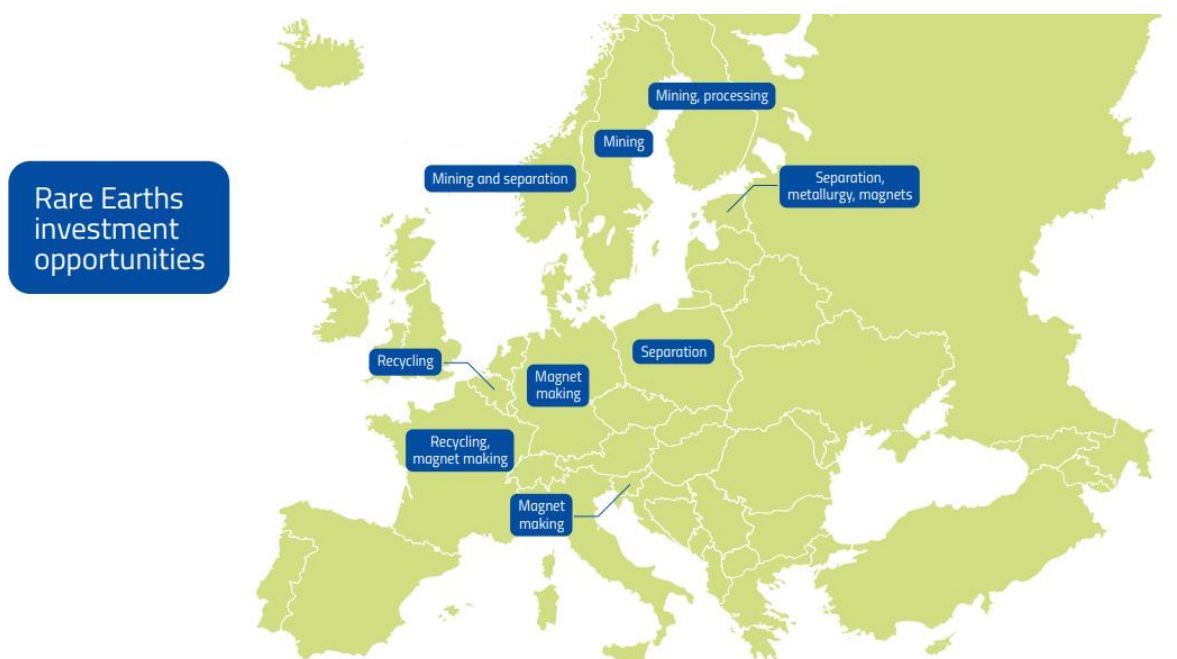 Rare Earths
investment
opportunities
Mining, processing
Mining
Mining and separation
Separation,
metallurgy, magnets
Separation
Recycling
Magnet
making
Recycling,
magnet making
Magnet
making